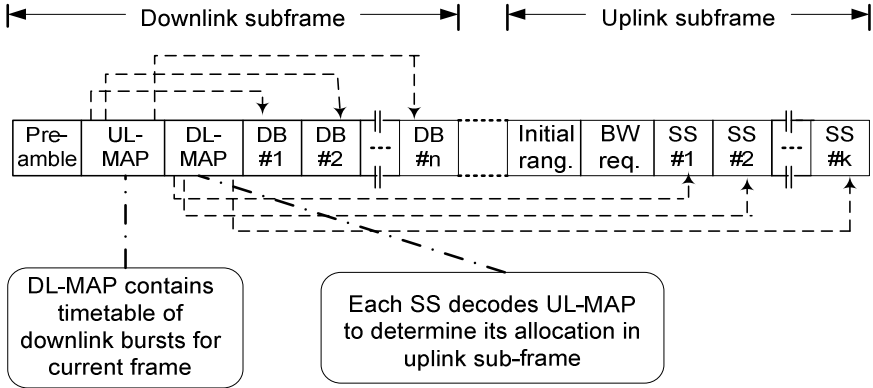 Downlink subframe
Uplink subframe
Pre-
amble
UL-
MAP
DL-
MAP
DB
#1
DB
#2
...
DB
#n
Initial
rang.
BW
req.
SS
#1
SS
#2
...
SS
#k
DL-MAP contains
timetable of
downlink bursts for
current frame
Each SS decodes UL-MAP
to determine its allocation in
uplink sub-frame